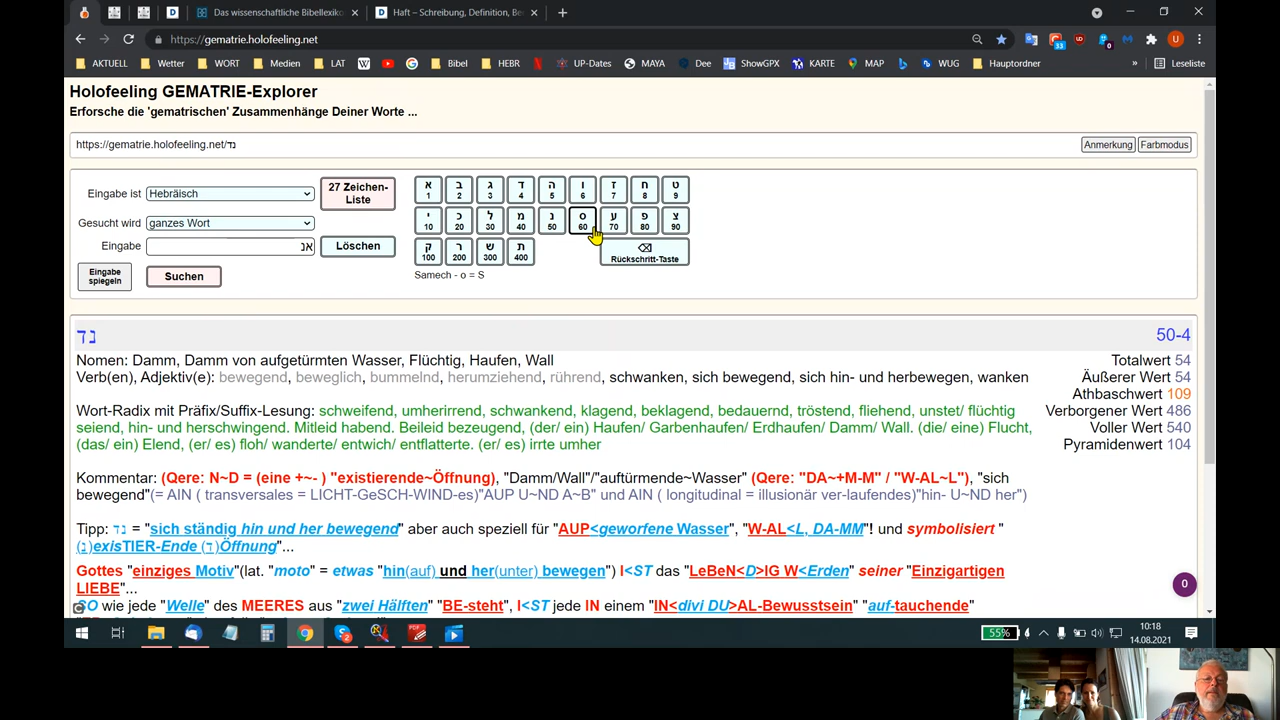 Das wissenschaftliche Bibellexiko
Haft – Schreibung, Definition, Be
https://gematrie.holofeeling.net
AKTUELL Wetter WORT Medien LAT Bibel HEBR UP-Dates MAYA Dee ShowGPX KARTE MAP WUG Hauptordner » Leseliste
Holofeeling GEMATRIE-Explorer
Erforsche die 'gematrischen' Zusammenhänge Deiner Worte ...
https://gematrie.holofeeling.net/נד Anmerkung Farbmodus
Eingabe ist Hebräisch 27 Zeichen-Liste
Gesucht wird ganzes Wort
Eingabe אנ Löschen
Eingabe spiegeln Suchen
א ב ג ד ה ו ז ח ט
1 2 3 4 5 6 7 8 9
י כ ל מ נ ס ע פ צ
10 20 30 40 50 60 70 80 90
ק ר ש ת ⌫
100 200 300 400 Rückschritt-Taste
Samech - o = S
נד 50-4
Nomen: Damm, Damm von aufgetürmten Wasser, Flüchtig, Haufen, Wall
Verb(en), Adjektiv(e): bewegend, beweglich, bummelnd, herumziehend, rührend, schwanken, sich bewegend, sich hin- und herbewegen, wanken
Totalwert 54
Äußerer Wert 54
Athbaschwert 109
Verborgener Wert 486
Voller Wert 540
Pyramidenwert 104
Wort-Radix mit Präfix/Suffix-Lesung: schweifend, umherirrend, schwankend, klagend, beklagend, bedauernd, tröstend, fliehend, unstet/ flüchtig
seiend, hin- und herschwingend. Mitleid habend. Beileid bezeugend, (der/ ein) Haufen/ Garbenhaufen/ Erdhaufen/ Damm/ Wall. (die/ eine) Flucht,
(das/ ein) Elend, (er/ es) floh/ wanderte/ entwich/ entflatterte. (er/ es) irrte umher
Kommentar: (Qere: N~D = (eine +~- ) "existierende~Öffnung), "Damm/Wall"/"auftürmende~Wasser" (Qere: "DA~+M-M" / "W-AL~L"), "sich
bewegend"(= AIN ( transversales = LICHT-GeSCH-WIND-es)"AUP U~ND A~B" und AIN ( longitudinal = illusionär ver-laufendes)"hin- U~ND her")
Tipp: נד = "sich ständig hin und her bewegend" aber auch speziell für "AUP<geworfene Wasser", "W-AL<L, DA-MM"! und symbolisiert "
(נ)exisTIER-Ende (ד)Öffnung"...
Gottes "einziges Motiv"(lat. "moto" = etwas "hin(auf) und her(unter) bewegen") I<ST das "LeBeN<D>IG W<Erden" seiner "Einzigartigen
LIEBE"...
SO wie jede "Welle" des MEERES aus "zwei Hälften" "BE-steht", I<ST jede IN einem "IN<divi DU>AL-Bewusstsein" "auf-tauchende"
0
55%
10:18
14.08.2021